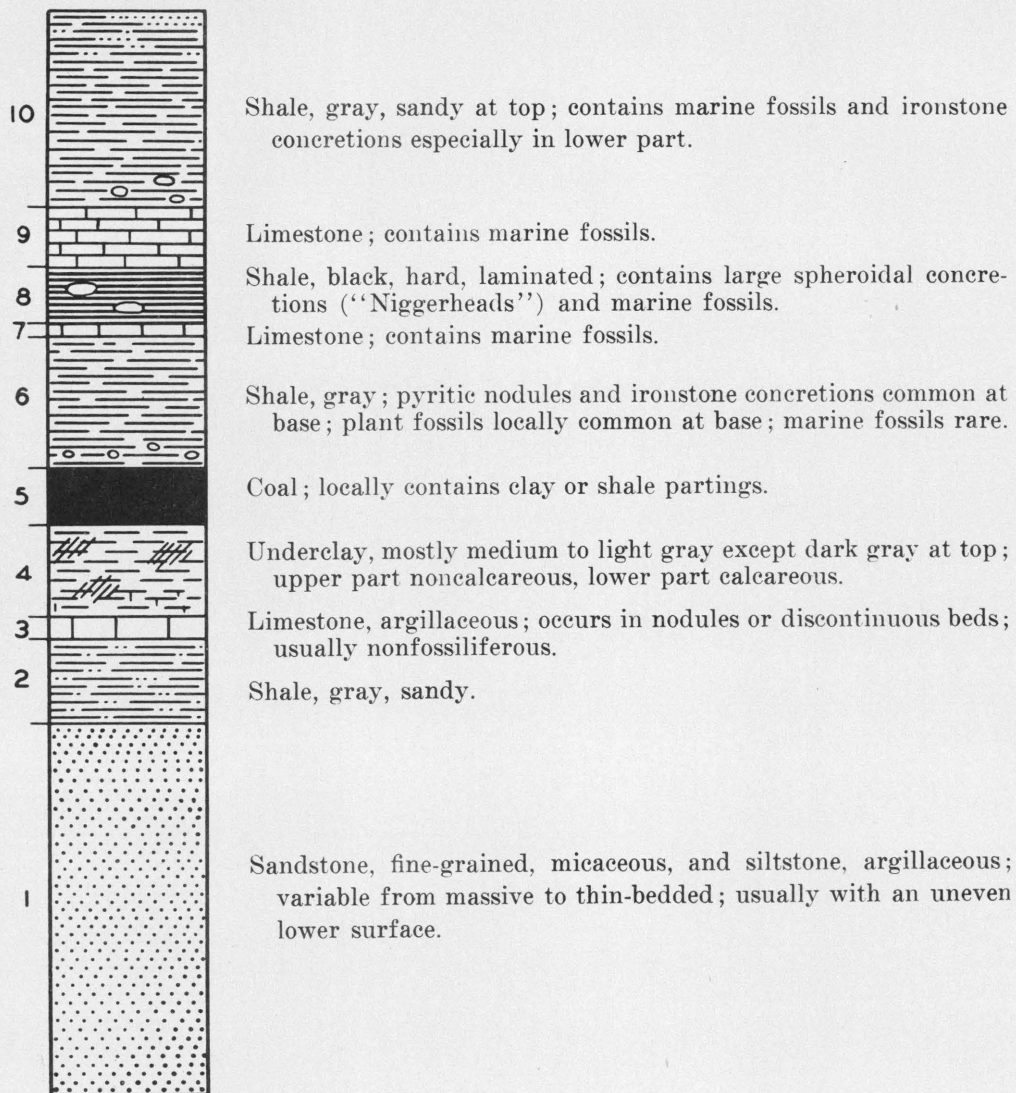 10
Shale, gray, sandy at top; contains marine fossils and ironstone
concretions especially in lower part.
9
Limestone; contains marine fossils.
8
Shale, black, hard, laminated; contains large spheroidal concre-
tions (‘‘Niggerheads’’) and marine fossils.
7
Limestone; contains marine fossils.
6
Shale, gray; pyritic nodules and ironstone concretions common at
base; plant fossils locally common at base; marine fossils rare.
5
Coal; locally contains clay or shale partings.
4
Underclay, mostly medium to light gray except dark gray at top;
upper part noncalcareous, lower part calcareous.
3
Limestone, argillaceous; occurs in nodules or discontinuous beds;
usually nonfossiliferous.
2
Shale, gray, sandy.
1
Sandstone, fine-grained, micaceous, and siltstone, argillaceous;
variable from massive to thin-bedded; usually with an uneven
lower surface.